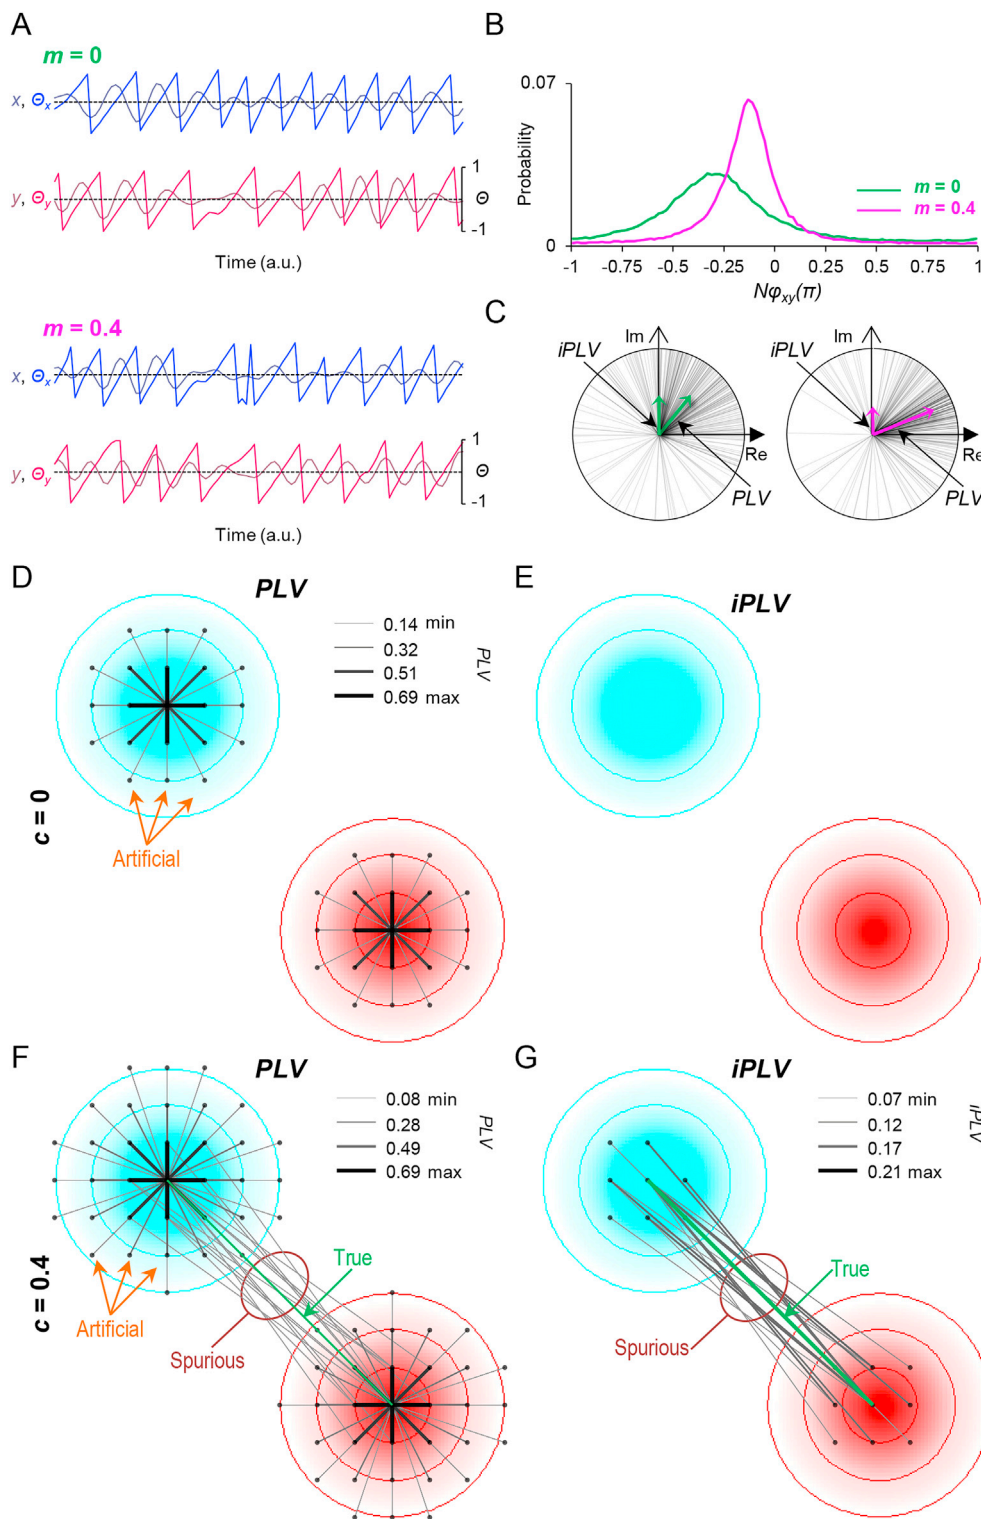 A
m = 0
x, Θx
y, Θy
1
Θ
-1
Time (a.u.)
m = 0.4
x, Θx
y, Θy
1
Θ
-1
Time (a.u.)
B
0.07
Probability
0
m = 0
m = 0.4
-1 -0.75 -0.5 -0.25 0 0.25 0.5 0.75 1
Nφxy(π)
C
iPLV
Im
Re
PLV
iPLV
Im
Re
PLV
D
PLV
0.14 min
0.32
0.51
0.69 max
PLV
c = 0
Artificial
E
iPLV
F
PLV
0.08 min
0.28
0.49
0.69 max
PLV
c = 0.4
Artificial
True
Spurious
G
iPLV
0.07 min
0.12
0.17
0.21 max
iPLV
True
Spurious